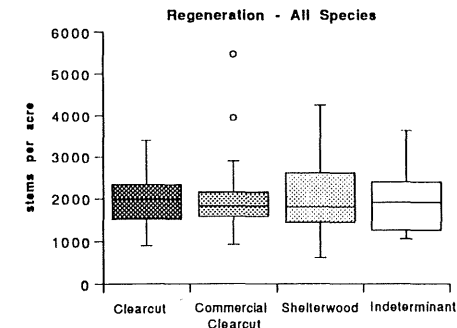 Regeneration - All Species
6000
5000
4000
3000
2000
1000
0
stems per acre
Clearcut Commercial Clearcut Shelterwood Indeterminant